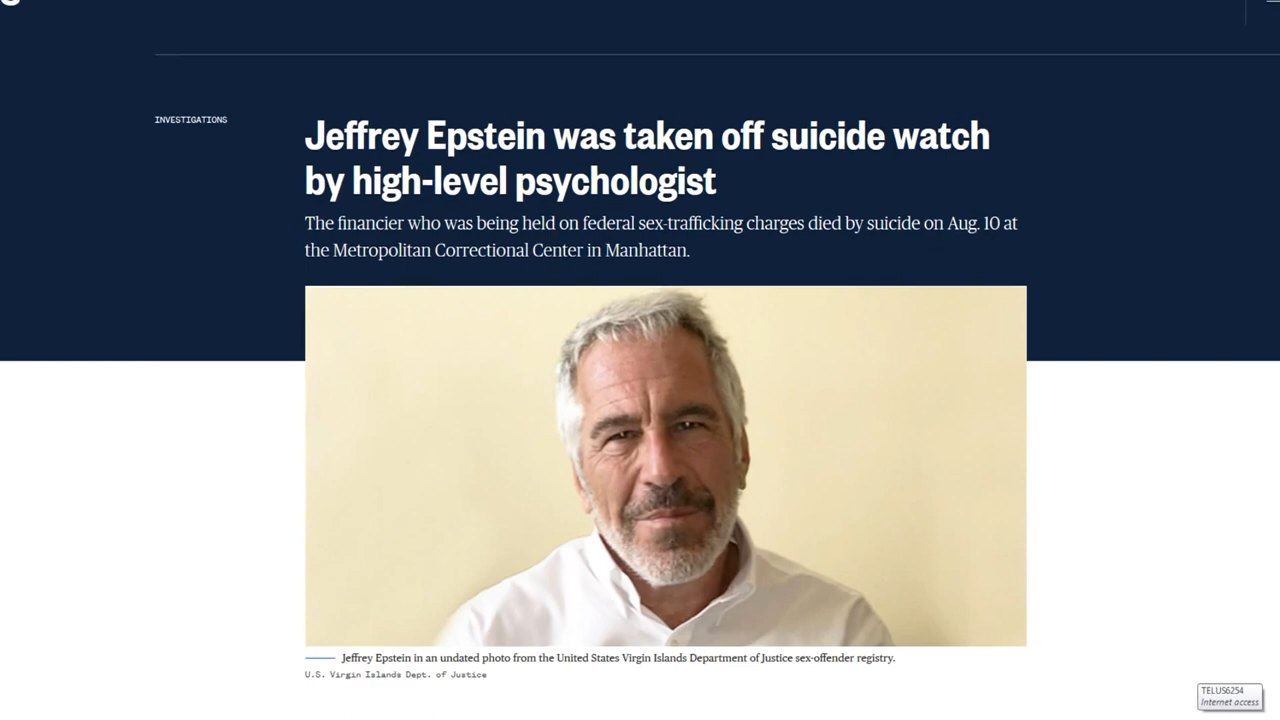 INVESTIGATIONS
Jeffrey Epstein was taken off suicide watch
by high-level psychologist
The financier who was being held on federal sex-trafficking charges died by suicide on Aug. 10 at
the Metropolitan Correctional Center in Manhattan.
Jeffrey Epstein in an undated photo from the United States Virgin Islands Department of Justice sex-offender registry.
U.S. Virgin Islands Dept. of Justice
TELUS6254
Internet access